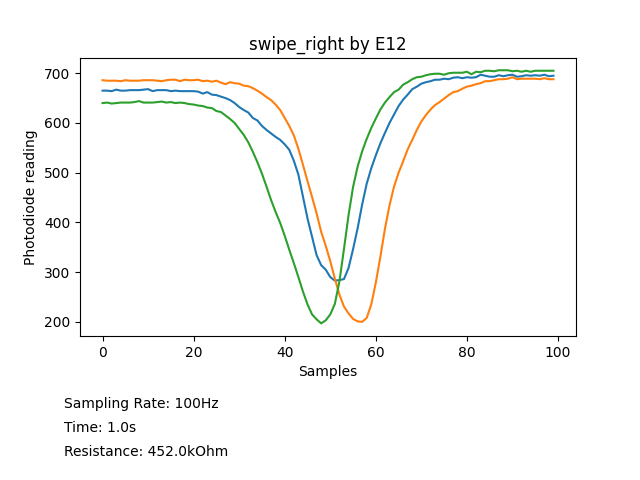 swipe_right by E12
700
600
500
400
300
200
Photodiode reading
0 20 40 60 80 100
Samples
Sampling Rate: 100Hz
Time: 1.0s
Resistance: 452.0kOhm